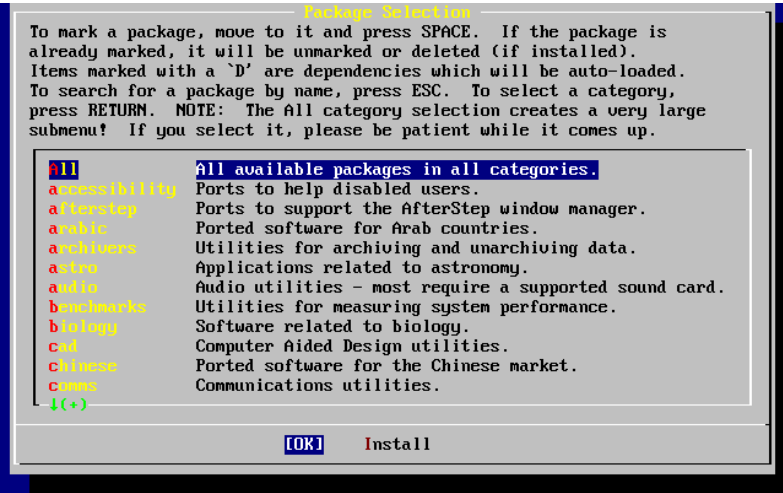 Package Selection
To mark a package, move to it and press SPACE.  If the package is
already marked, it will be unmarked or deleted (if installed).
Items marked with a `D' are dependencies which will be auto-loaded.
To search for a package by name, press ESC.  To select a category,
press RETURN.  NOTE:  The All category selection creates a very large
submenu!  If you select it, please be patient while it comes up.
All All available packages in all categories.
accessibility Ports to help disabled users.
afterstep Ports to support the AfterStep window manager.
arabic Ported software for Arab countries.
archivers Utilities for archiving and unarchiving data.
astro Applications related to astronomy.
audio Audio utilities - most require a supported sound card.
benchmarks Utilities for measuring system performance.
biology Software related to biology.
cad Computer Aided Design utilities.
chinese Ported software for the Chinese market.
comms Communications utilities.
↓(+)
[OK] Install